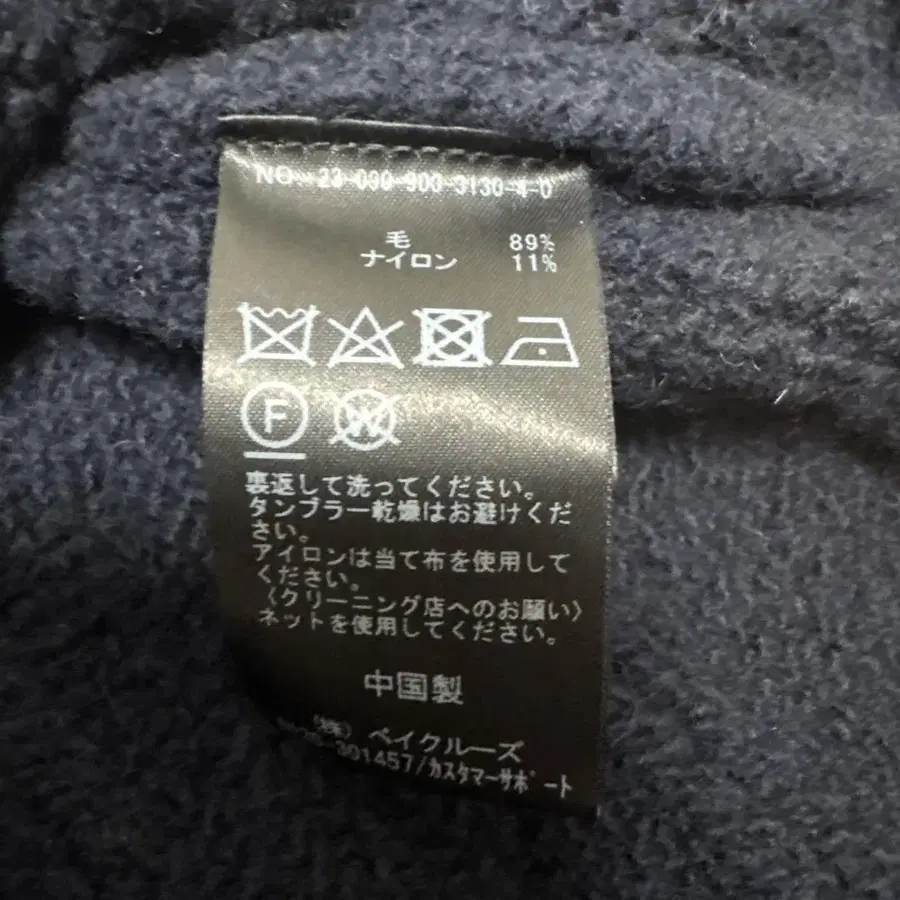 NO 23-090-900-3130-4-0
毛 89%
ナイロン 11%
F
W
裏返して洗ってください。
タンブラー乾燥はお避けくだ
さい。
アイロンは当て布を使用して
ください。
〈クリーニング店へのお願い〉
ネットを使用してください。
中国製
(株) ベイクルーズ
301457/カスタマーサポート